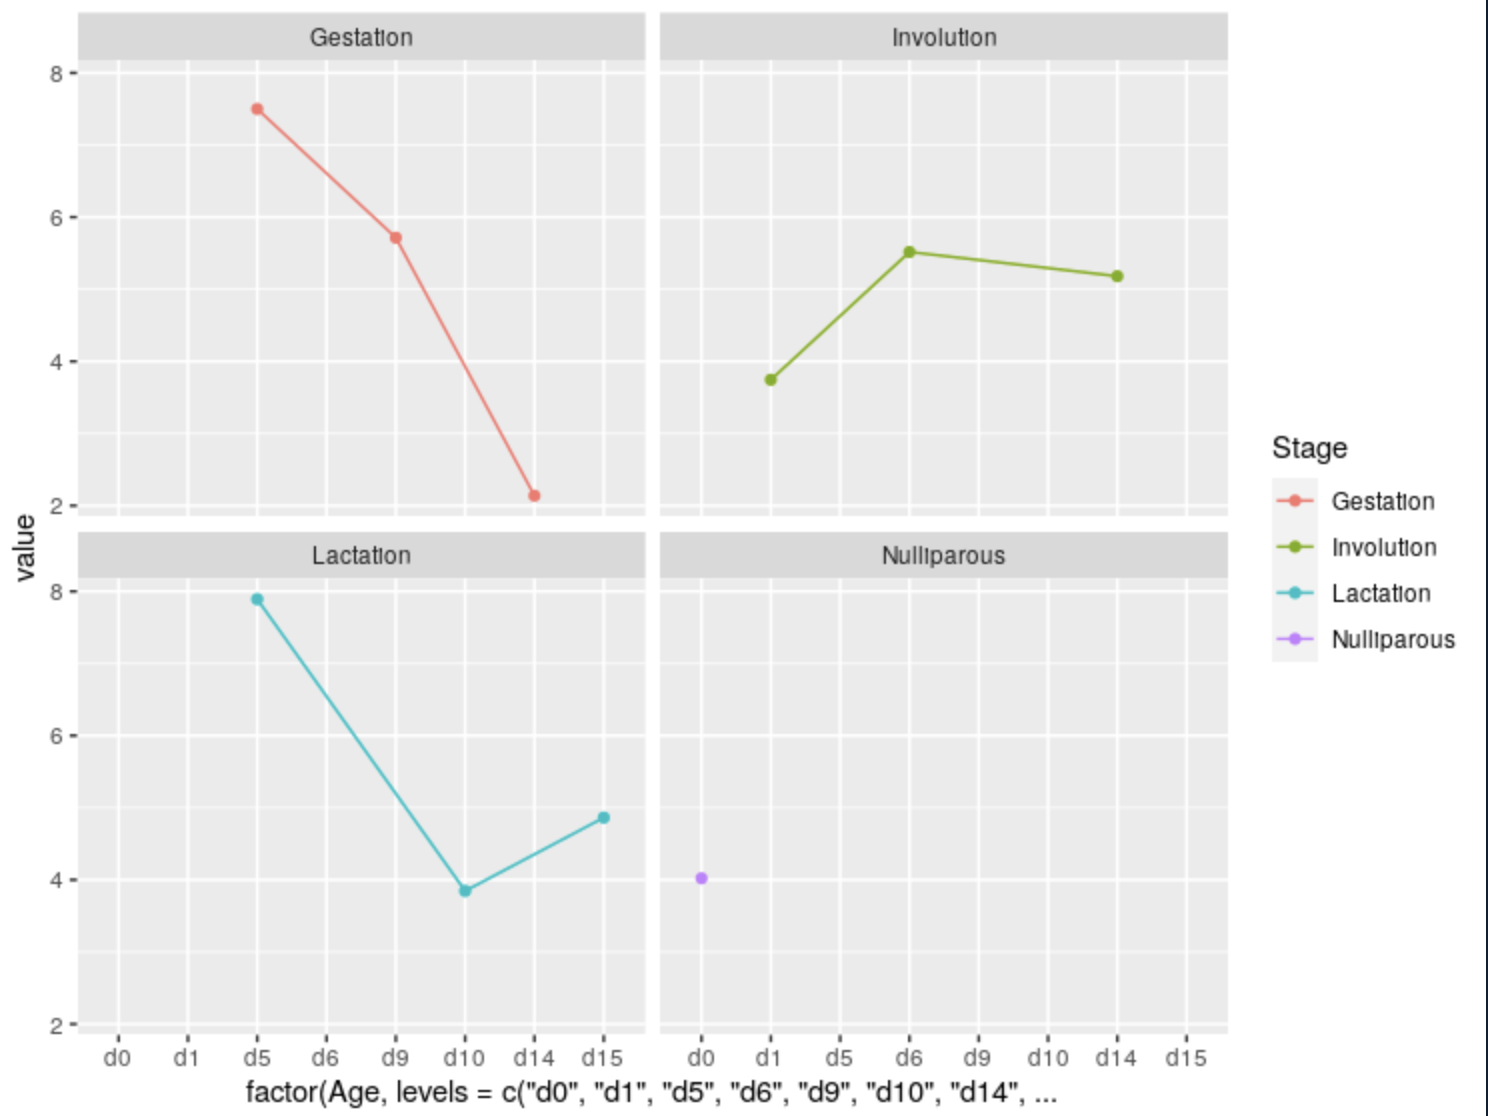 Gestation
Involution
8
6
4
2
value
Lactation
Nulliparous
8
6
4
2
d0 d1 d5 d6 d9 d10 d14 d15
d0 d1 d5 d6 d9 d10 d14 d15
factor(Age, levels = c("d0", "d1", "d5", "d6", "d9", "d10", "d14", ...
Stage
Gestation
Involution
Lactation
Nulliparous